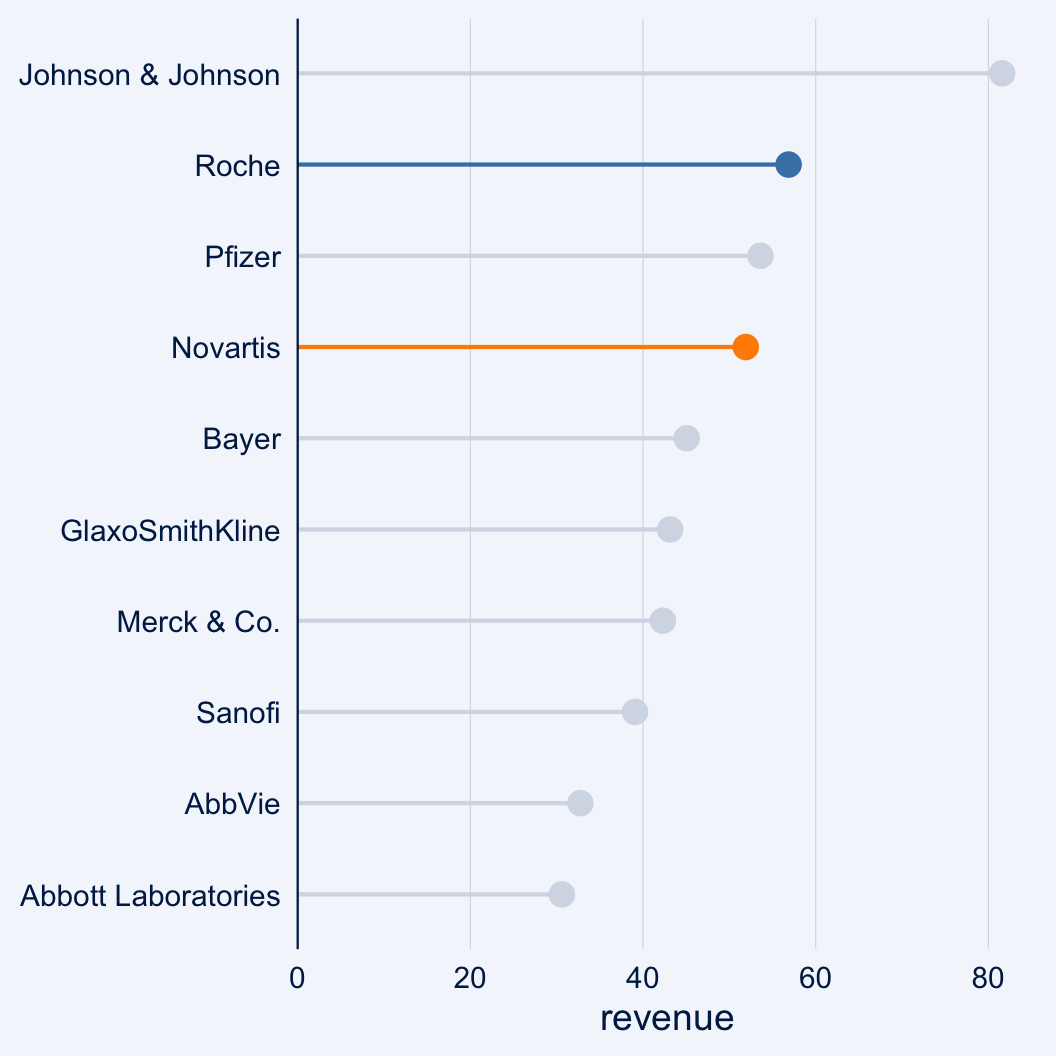 Johnson & Johnson
Roche
Pfizer
Novartis
Bayer
GlaxoSmithKline
Merck & Co.
Sanofi
AbbVie
Abbott Laboratories
0 20 40 60 80
revenue